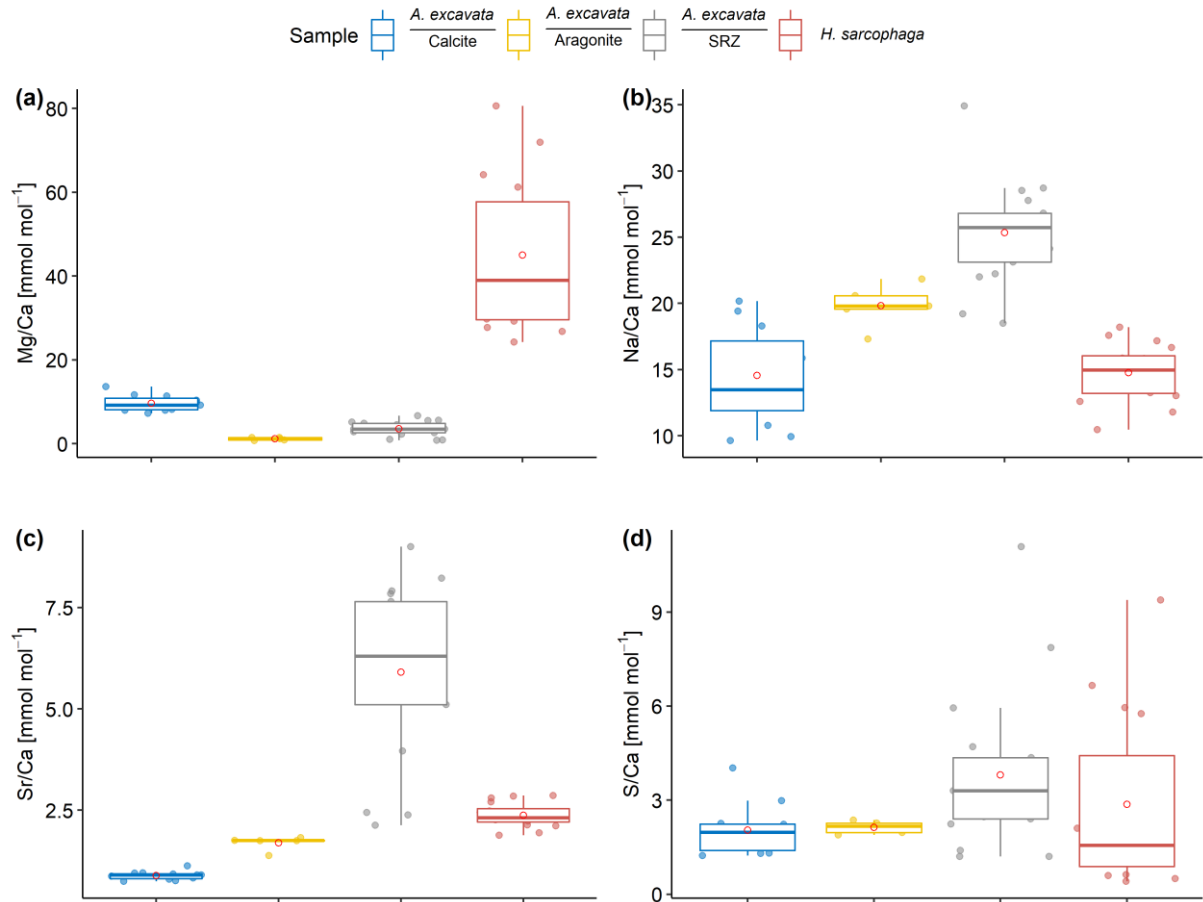 Sample A. excavata Calcite A. excavata Aragonite A. excavata SRZ H. sarcophaga
(a)
Mg/Ca [mmol mol⁻¹]
80
60
40
20
0
(b)
Na/Ca [mmol mol⁻¹]
35
30
25
20
15
10
(c)
Sr/Ca [mmol mol⁻¹]
7.5
5.0
2.5
(d)
S/Ca [mmol mol⁻¹]
9
6
3
0